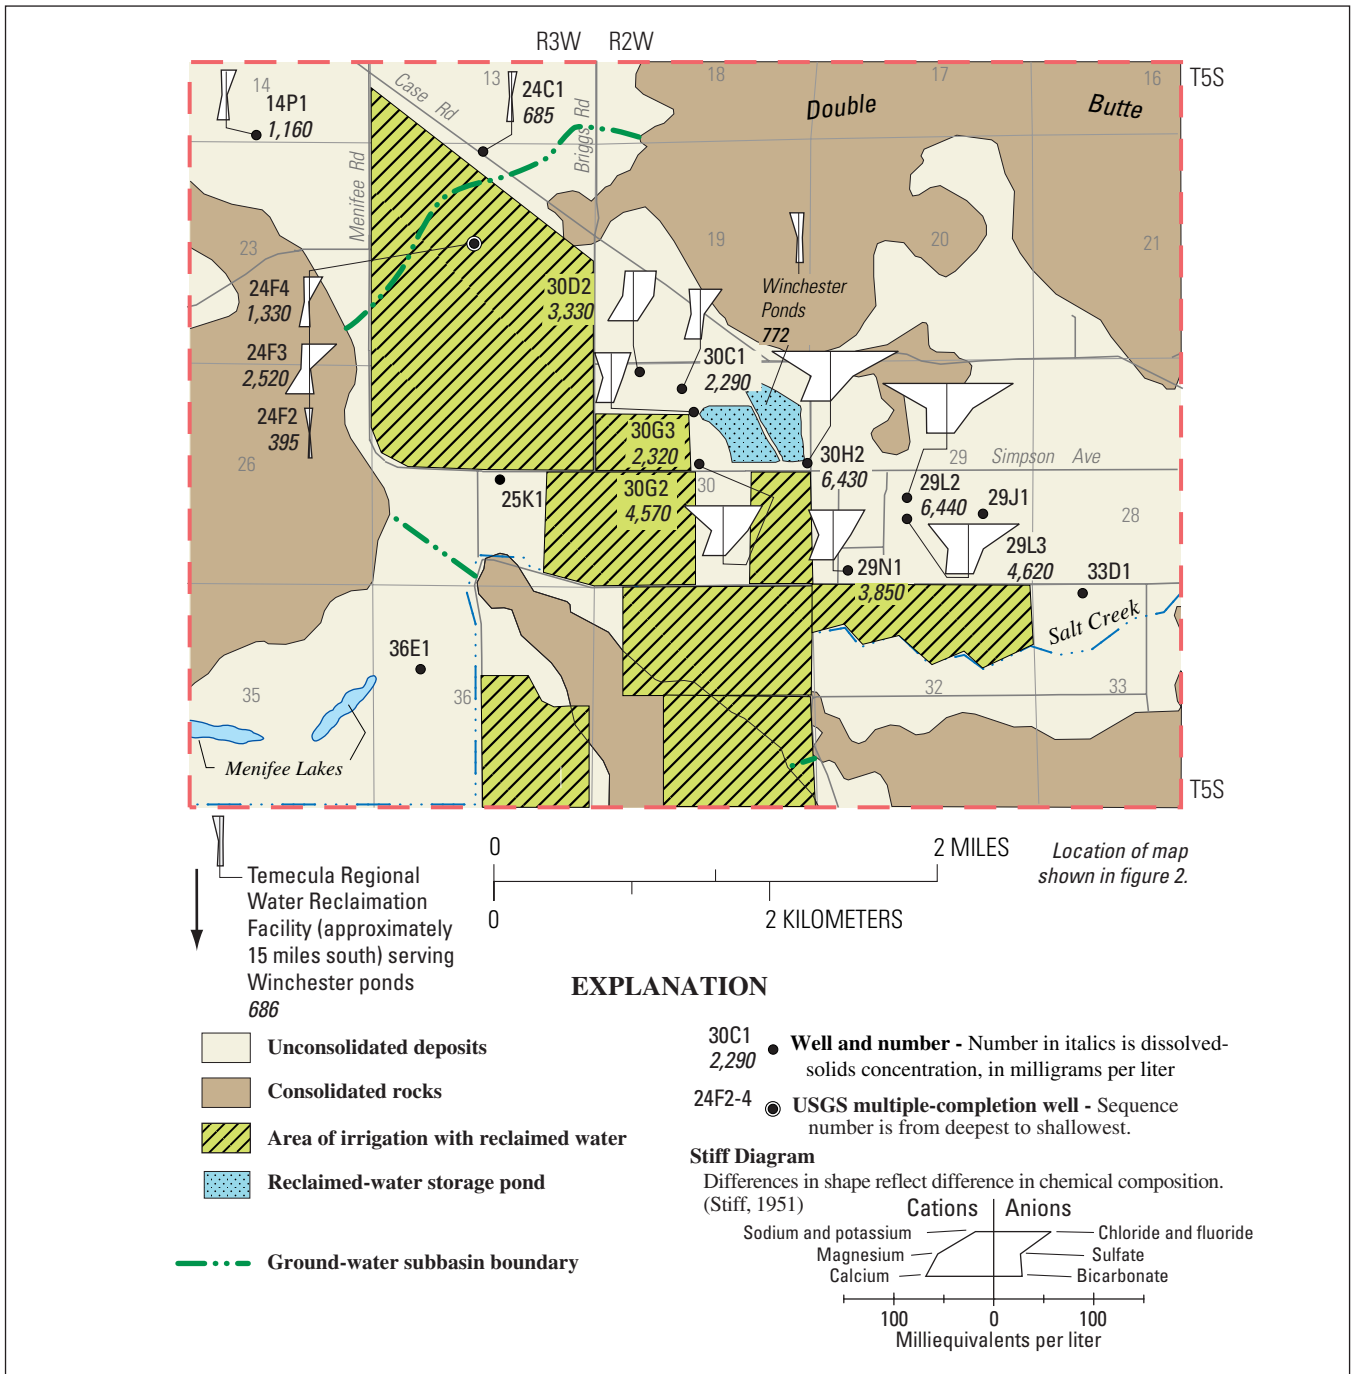 R3W
R2W
T5S
14
13
18
17
16
Case Rd
24C1
685
14P1
1,160
Briggs Rd
Double
Butte
Menifee Rd
23
19
20
21
24F4
1,330
30D2
3,330
Winchester
Ponds
772
24F3
2,520
30C1
2,290
24F2
395
30G3
2,320
26
30H2
6,430
29
Simpson Ave
30G2
4,570
30
25K1
29L2
6,440
29J1
28
29L3
4,620
29N1
3,850
33D1
Salt Creek
36E1
35
36
32
33
Menifee Lakes
T5S
Temecula Regional
Water Reclaimation
Facility (approximately
15 miles south) serving
Winchester ponds
686
0
2 MILES
0
2 KILOMETERS
Location of map
shown in figure 2.
EXPLANATION
Unconsolidated deposits
Consolidated rocks
Area of irrigation with reclaimed water
Reclaimed-water storage pond
Ground-water subbasin boundary
30C1
2,290
Well and number - Number in italics is dissolved-
solids concentration, in milligrams per liter
24F2-4
USGS multiple-completion well - Sequence
number is from deepest to shallowest.
Stiff Diagram
Differences in shape reflect difference in chemical composition.
(Stiff, 1951)
Cations
Anions
Sodium and potassium
Chloride and fluoride
Magnesium
Sulfate
Calcium
Bicarbonate
100
0
100
Milliequivalents per liter